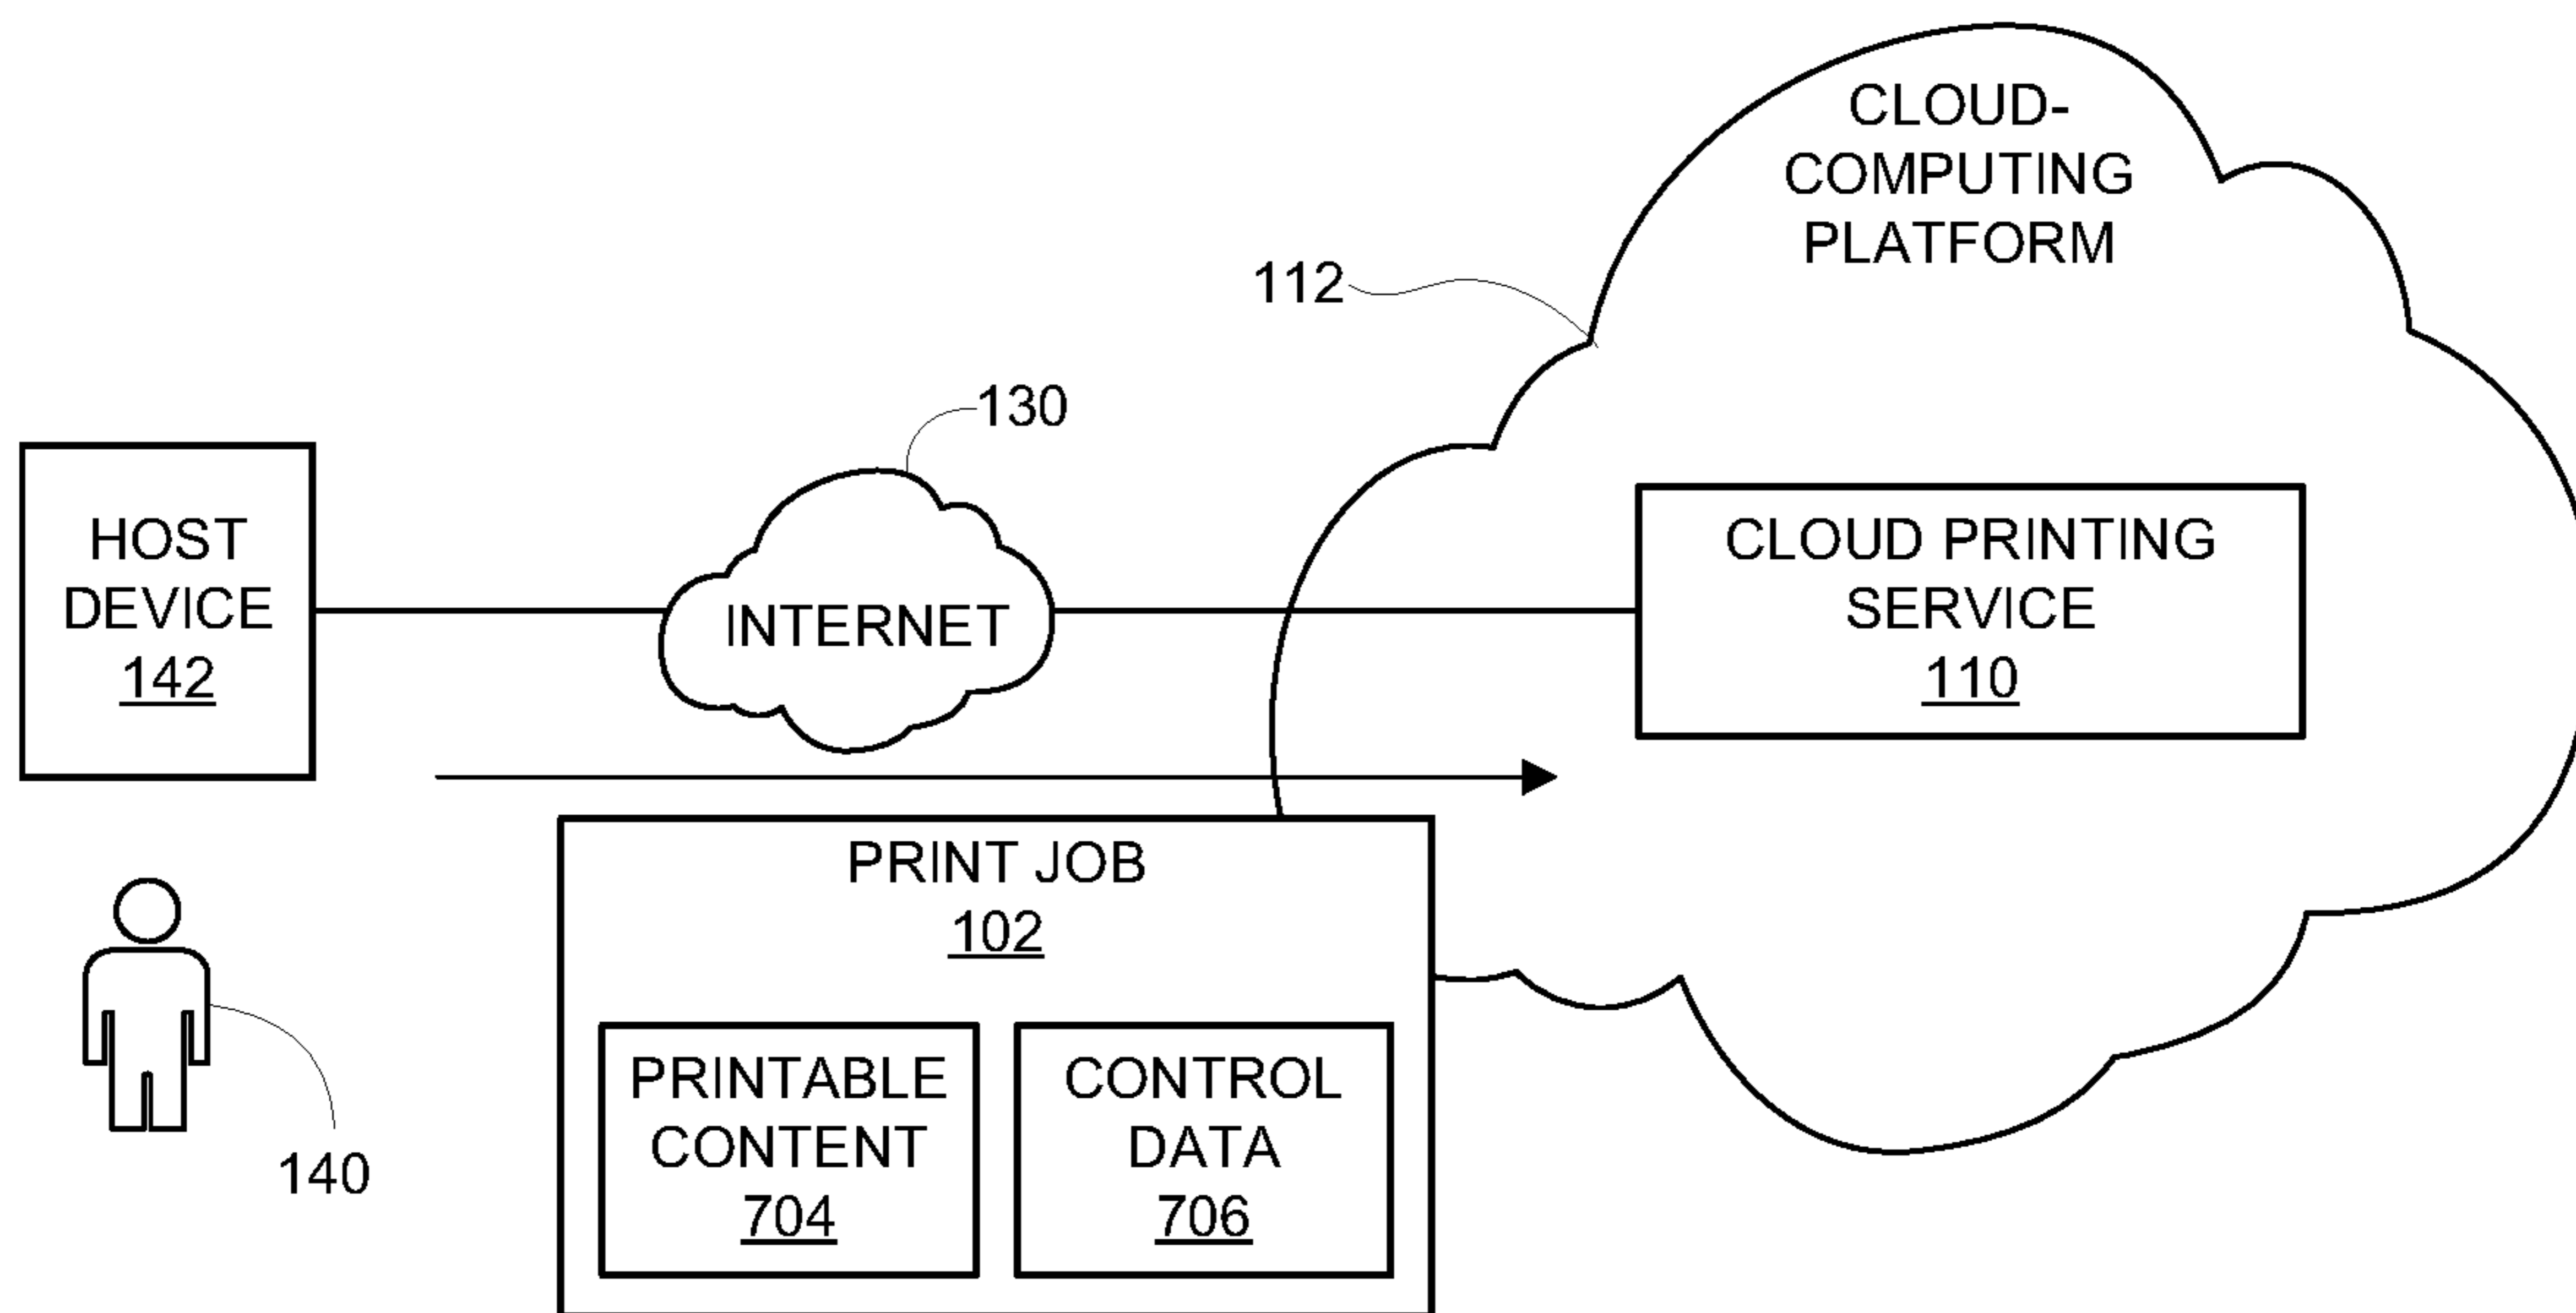 CLOUD-
COMPUTING
PLATFORM
112
130
HOST
DEVICE
142
INTERNET
CLOUD PRINTING
SERVICE
110
PRINT JOB
102
PRINTABLE
CONTENT
704
CONTROL
DATA
706
140